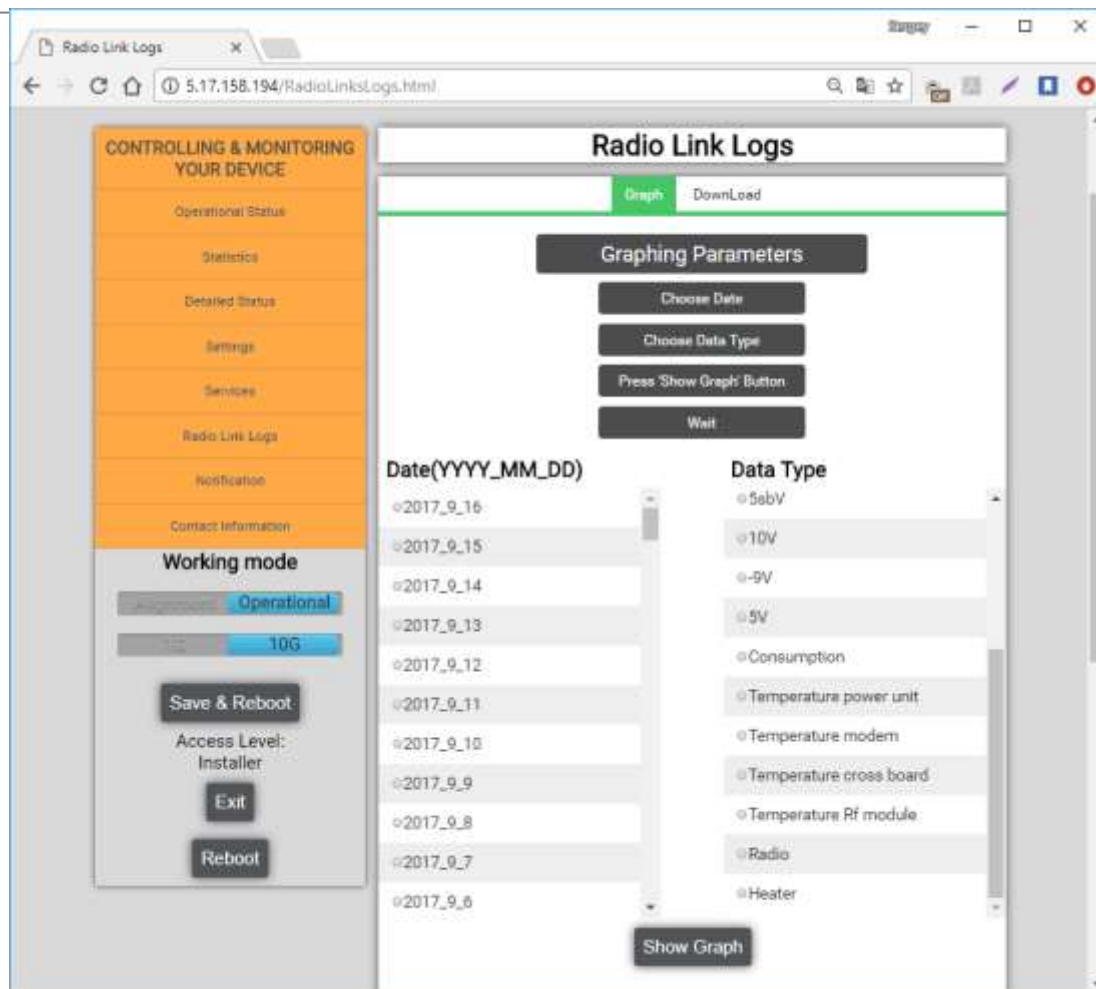 Radio Link Logs
5.17.158.194/RadioLinksLogs.html
CONTROLLING & MONITORING
YOUR DEVICE
Operational Status
Statistics
Detailed Status
Settings
Services
Radio Link Logs
Notification
Contact Information
Working mode
Operational
10G
Save & Reboot
Access Level:
Installer
Exit
Reboot
Radio Link Logs
Graph DownLoad
Graphing Parameters
Choose Date
Choose Data Type
Press 'Show Graph' Button
Wait
Date(YYYY_MM_DD)
2017_9_16
2017_9_15
2017_9_14
2017_9_13
2017_9_12
2017_9_11
2017_9_10
2017_9_9
2017_9_8
2017_9_7
2017_9_6
Data Type
5sbV
10V
-9V
5V
Consumption
Temperature power unit
Temperature modem
Temperature cross board
Temperature Rf module
Radio
Heater
Show Graph